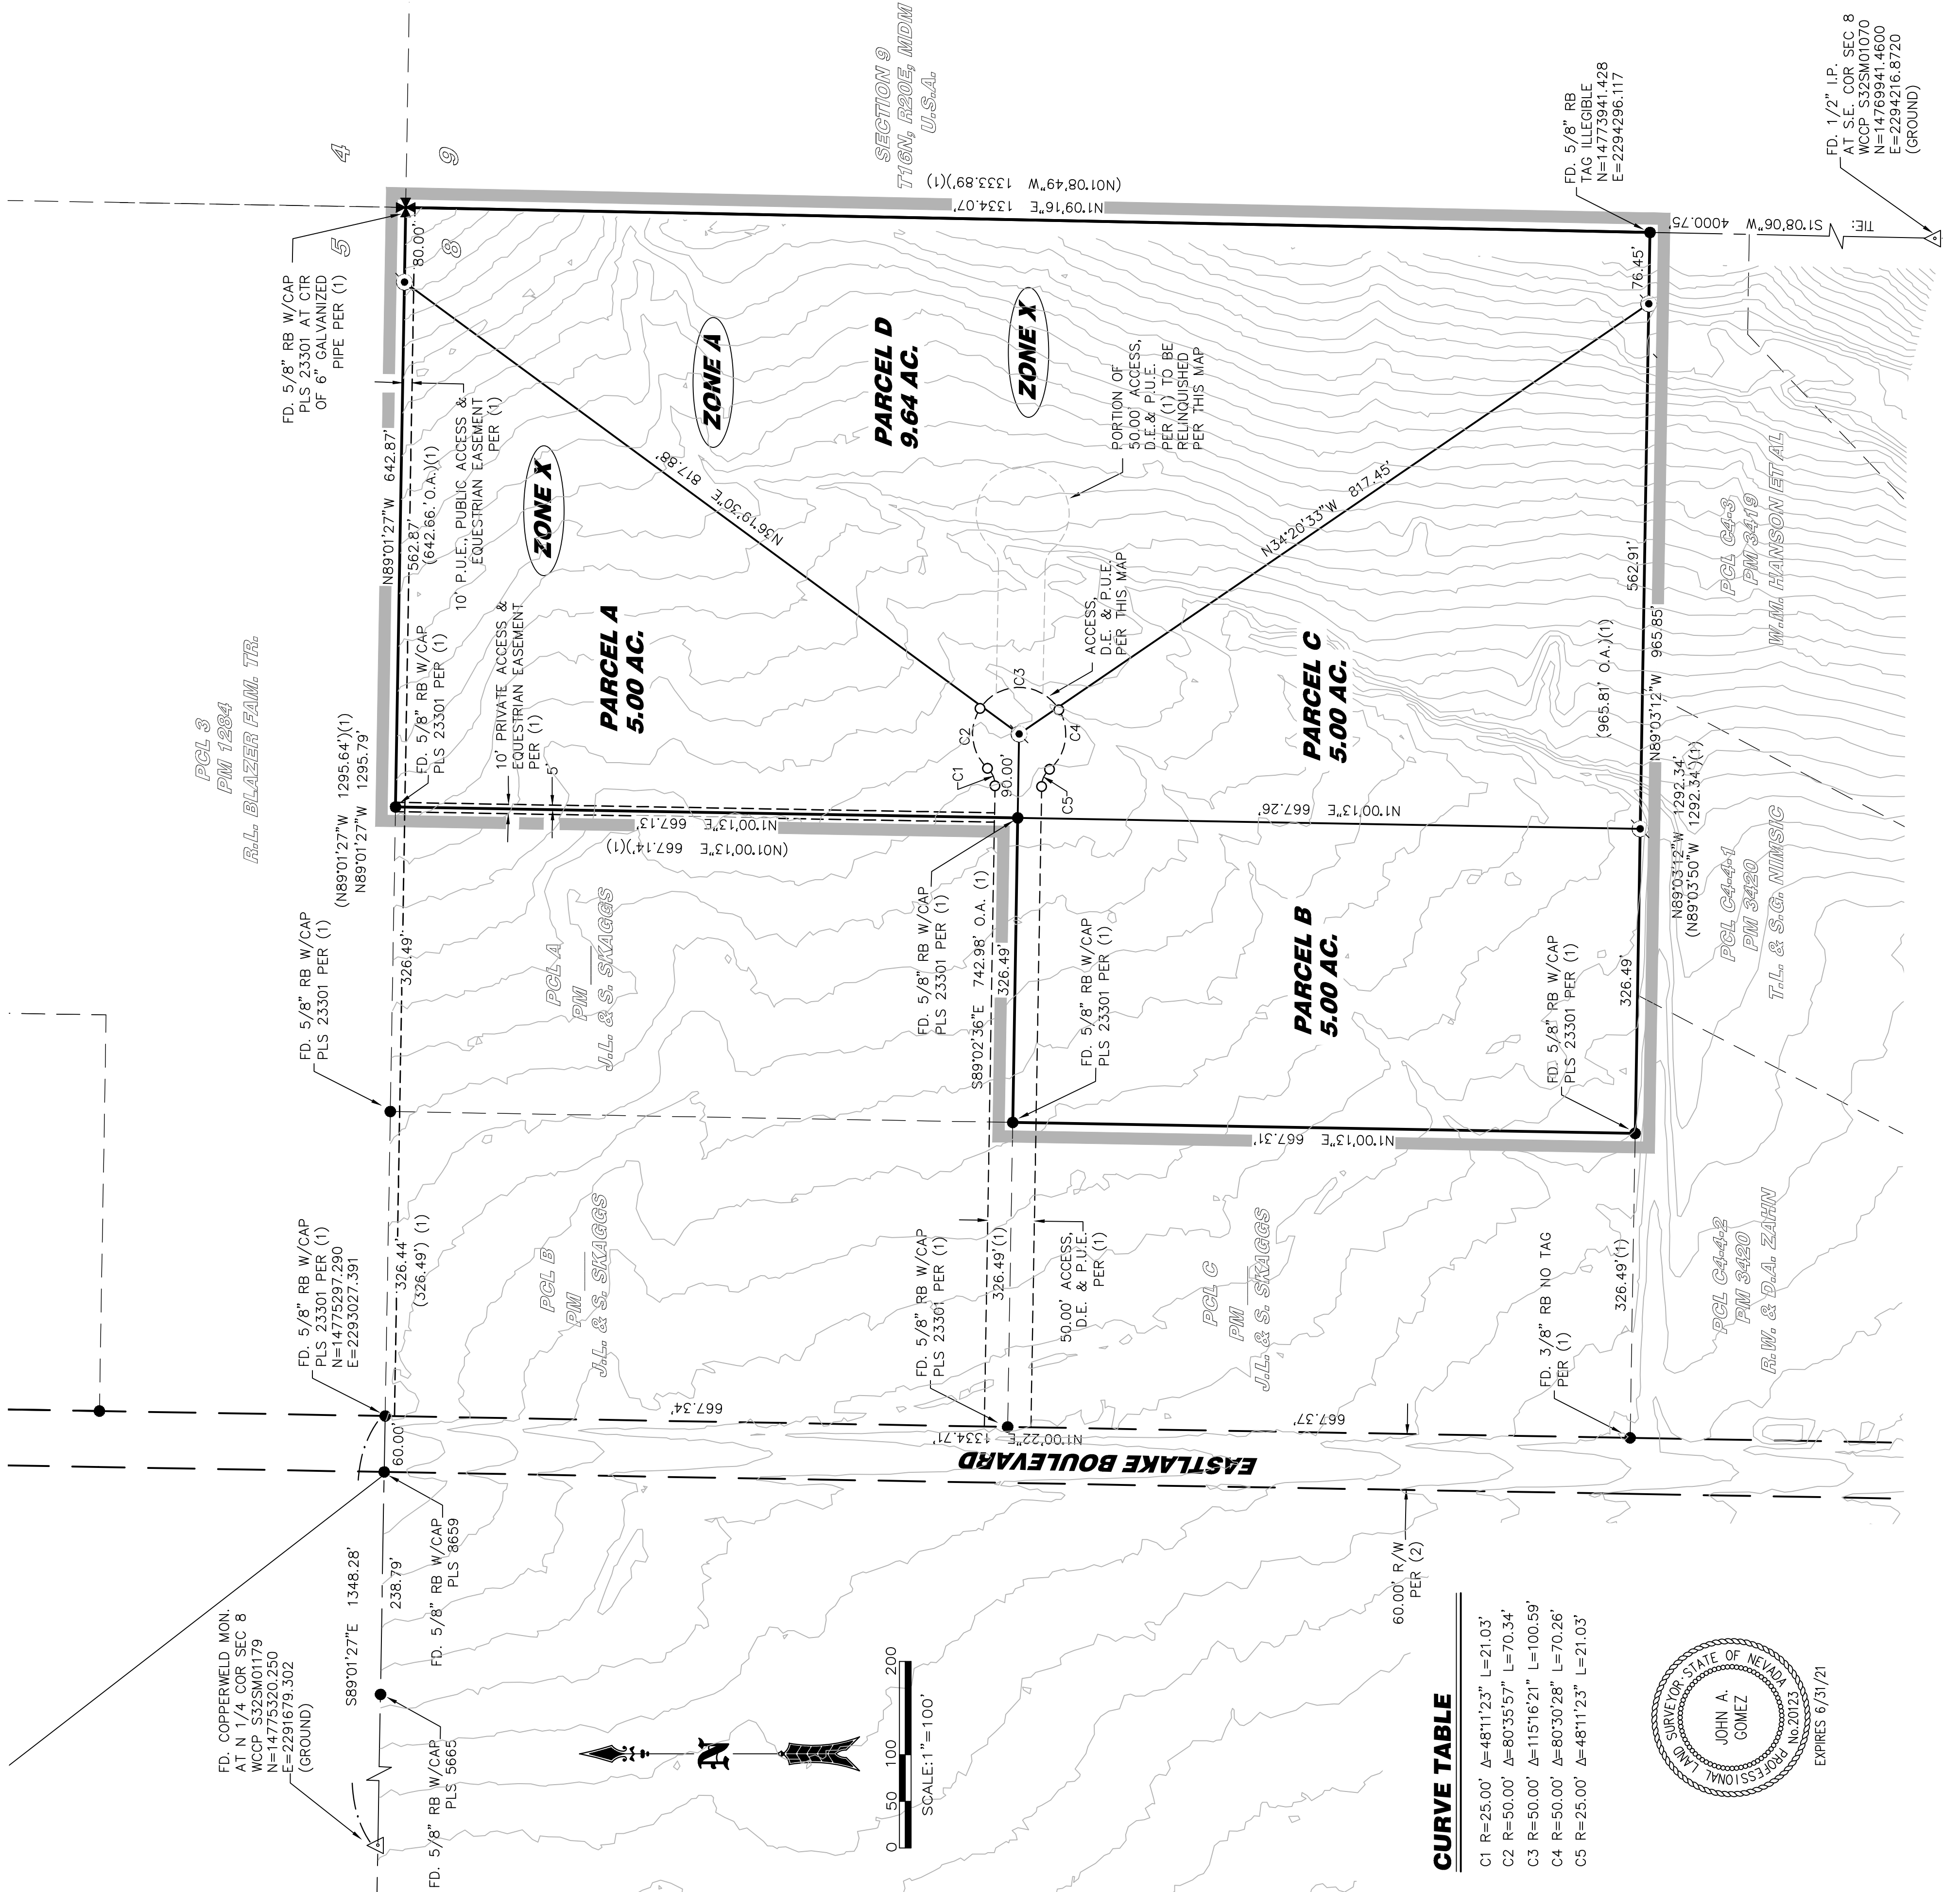 PCL 3
PM 1284
R.L. BLAZER FAM. TR.
4
9
5
8
SECTION 9
T16N, R20E, MDM
U.S.A.
FD. 5/8" RB W/CAP
PLS 23301 AT CTR
OF 6" GALVANIZED
PIPE PER (1)
80.00'
N89°01'27"W 642.87'
562.87'
(642.66.' O.A.)(1)
10' P.U.E., PUBLIC ACCESS &
EQUESTRIAN EASEMENT
PER (1)
(N01°08'49"W 1333.89')(1)
N1°09'16"E 1334.07'
FD. 5/8" RB
TAG ILLEGIBLE
N=14773941.428
E=2294296.117
FD. 1/2" I.P.
AT S.E. COR SEC 8
WCCP S32SM01070
N=14769941.4600
E=2294216.8720
(GROUND)
TIE: S1°08'06"W 4000.75'
76.45'
ZONE X
ZONE A
PARCEL D
9.64 AC.
ZONE X
PORTION OF
50.00' ACCESS,
D.E.& P.U.E.
PER (1) TO BE
RELINQUISHED
PER THIS MAP
N36°19'30"E 817.88'
N34°20'33"W 817.45'
(N89°01'27"W 1295.64')(1)
N89°01'27"W 1295.79'
FD. 5/8" RB W/CAP
PLS 23301 PER (1)
10' PRIVATE ACCESS &
EQUESTRIAN EASEMENT
PER (1)
5'
PARCEL A
5.00 AC.
N1°00'13"E 667.13'
(N01°00'13"E 667.14')(1)
C1
C2
C3
C4
C5
90.00'
ACCESS,
D.E. & P.U.E.
PER THIS MAP
PARCEL C
5.00 AC.
N1°00'13"E 667.26'
562.91'
(965.81' O.A.)(1)
N89°03'12"W 965.85'
N89°03'12"W 1292.34'
(N89°03'50"W 1292.34')(1)
PCL C4-3
PM 3419
W.M. HANSON ET AL
PCL C4-4-1
PM 3420
T.L. & S.G. NIMSIC
FD. 5/8" RB W/CAP
PLS 23301 PER (1)
326.49'
PCL A
PM
J.L. & S. SKAGGS
FD. 5/8" RB W/CAP
PLS 23301 PER (1)
S89°02'36"E 742.98' O.A. (1)
326.49'
FD. 5/8" RB W/CAP
PLS 23301 PER (1)
PARCEL B
5.00 AC.
FD. 5/8" RB W/CAP
PLS 23301 PER (1)
326.49'
N1°00'13"E 667.31'
FD. 5/8" RB W/CAP
PLS 23301 PER (1)
N=14775297.290
E=2293027.391
326.44'
(326.49') (1)
PCL B
PM
J.L. & S. SKAGGS
FD. 5/8" RB W/CAP
PLS 23301 PER (1)
326.49'(1)
50.00' ACCESS,
D.E. & P.U.E.
PER (1)
PCL C
PM
J.L. & S. SKAGGS
FD. 3/8" RB NO TAG
PER (1)
326.49'(1)
PCL C4-4-2
PM 3420
R.W. & D.A. ZAHN
60.00'
667.34'
N1°00'22"E 1334.71'
667.37'
EASTLAKE BOULEVARD
60.00' R/W
PER (2)
FD. COPPERWELD MON.
AT N 1/4 COR SEC 8
WCCP S32SM01179
N=14775320.250
E=2291679.302
(GROUND)
S89°01'27"E 1348.28'
238.79'
FD. 5/8" RB W/CAP
PLS 8659
FD. 5/8" RB W/CAP
PLS 5665
N
0 50 100 200
SCALE:1"=100'
CURVE TABLE
C1 R=25.00' Δ=48°11'23" L=21.03'
C2 R=50.00' Δ=80°35'57" L=70.34'
C3 R=50.00' Δ=115°16'21" L=100.59'
C4 R=50.00' Δ=80°30'28" L=70.26'
C5 R=25.00' Δ=48°11'23" L=21.03'
PROFESSIONAL LAND SURVEYOR·STATE OF NEVADA
JOHN A.
GOMEZ
No.20123
EXPIRES 6/31/21